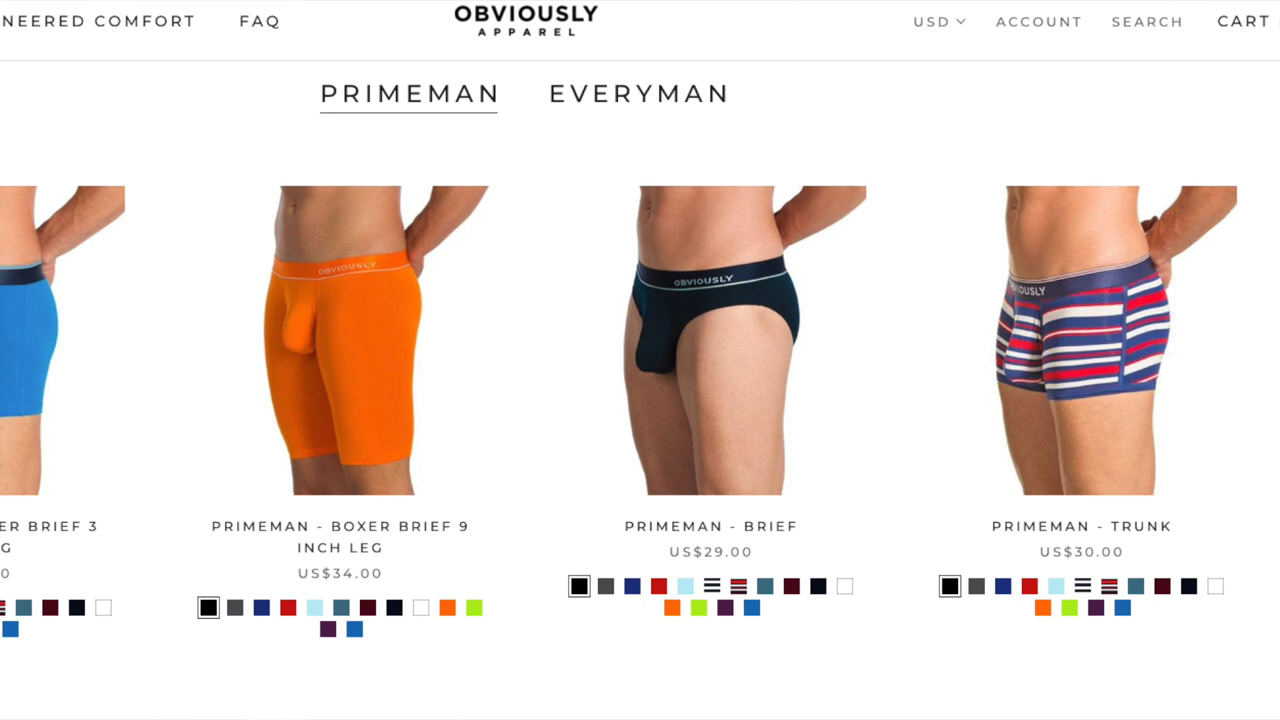 NEERED COMFORT
FAQ
OBVIOUSLY
APPAREL
USD
ACCOUNT
SEARCH
CART
PRIMEMAN
EVERYMAN
OBVIOUSLY
OBVIOUSLY
OBVIOUSLY
ER BRIEF 3
G
0
PRIMEMAN - BOXER BRIEF 9
INCH LEG
US$34.00
PRIMEMAN - BRIEF
US$29.00
PRIMEMAN - TRUNK
US$30.00